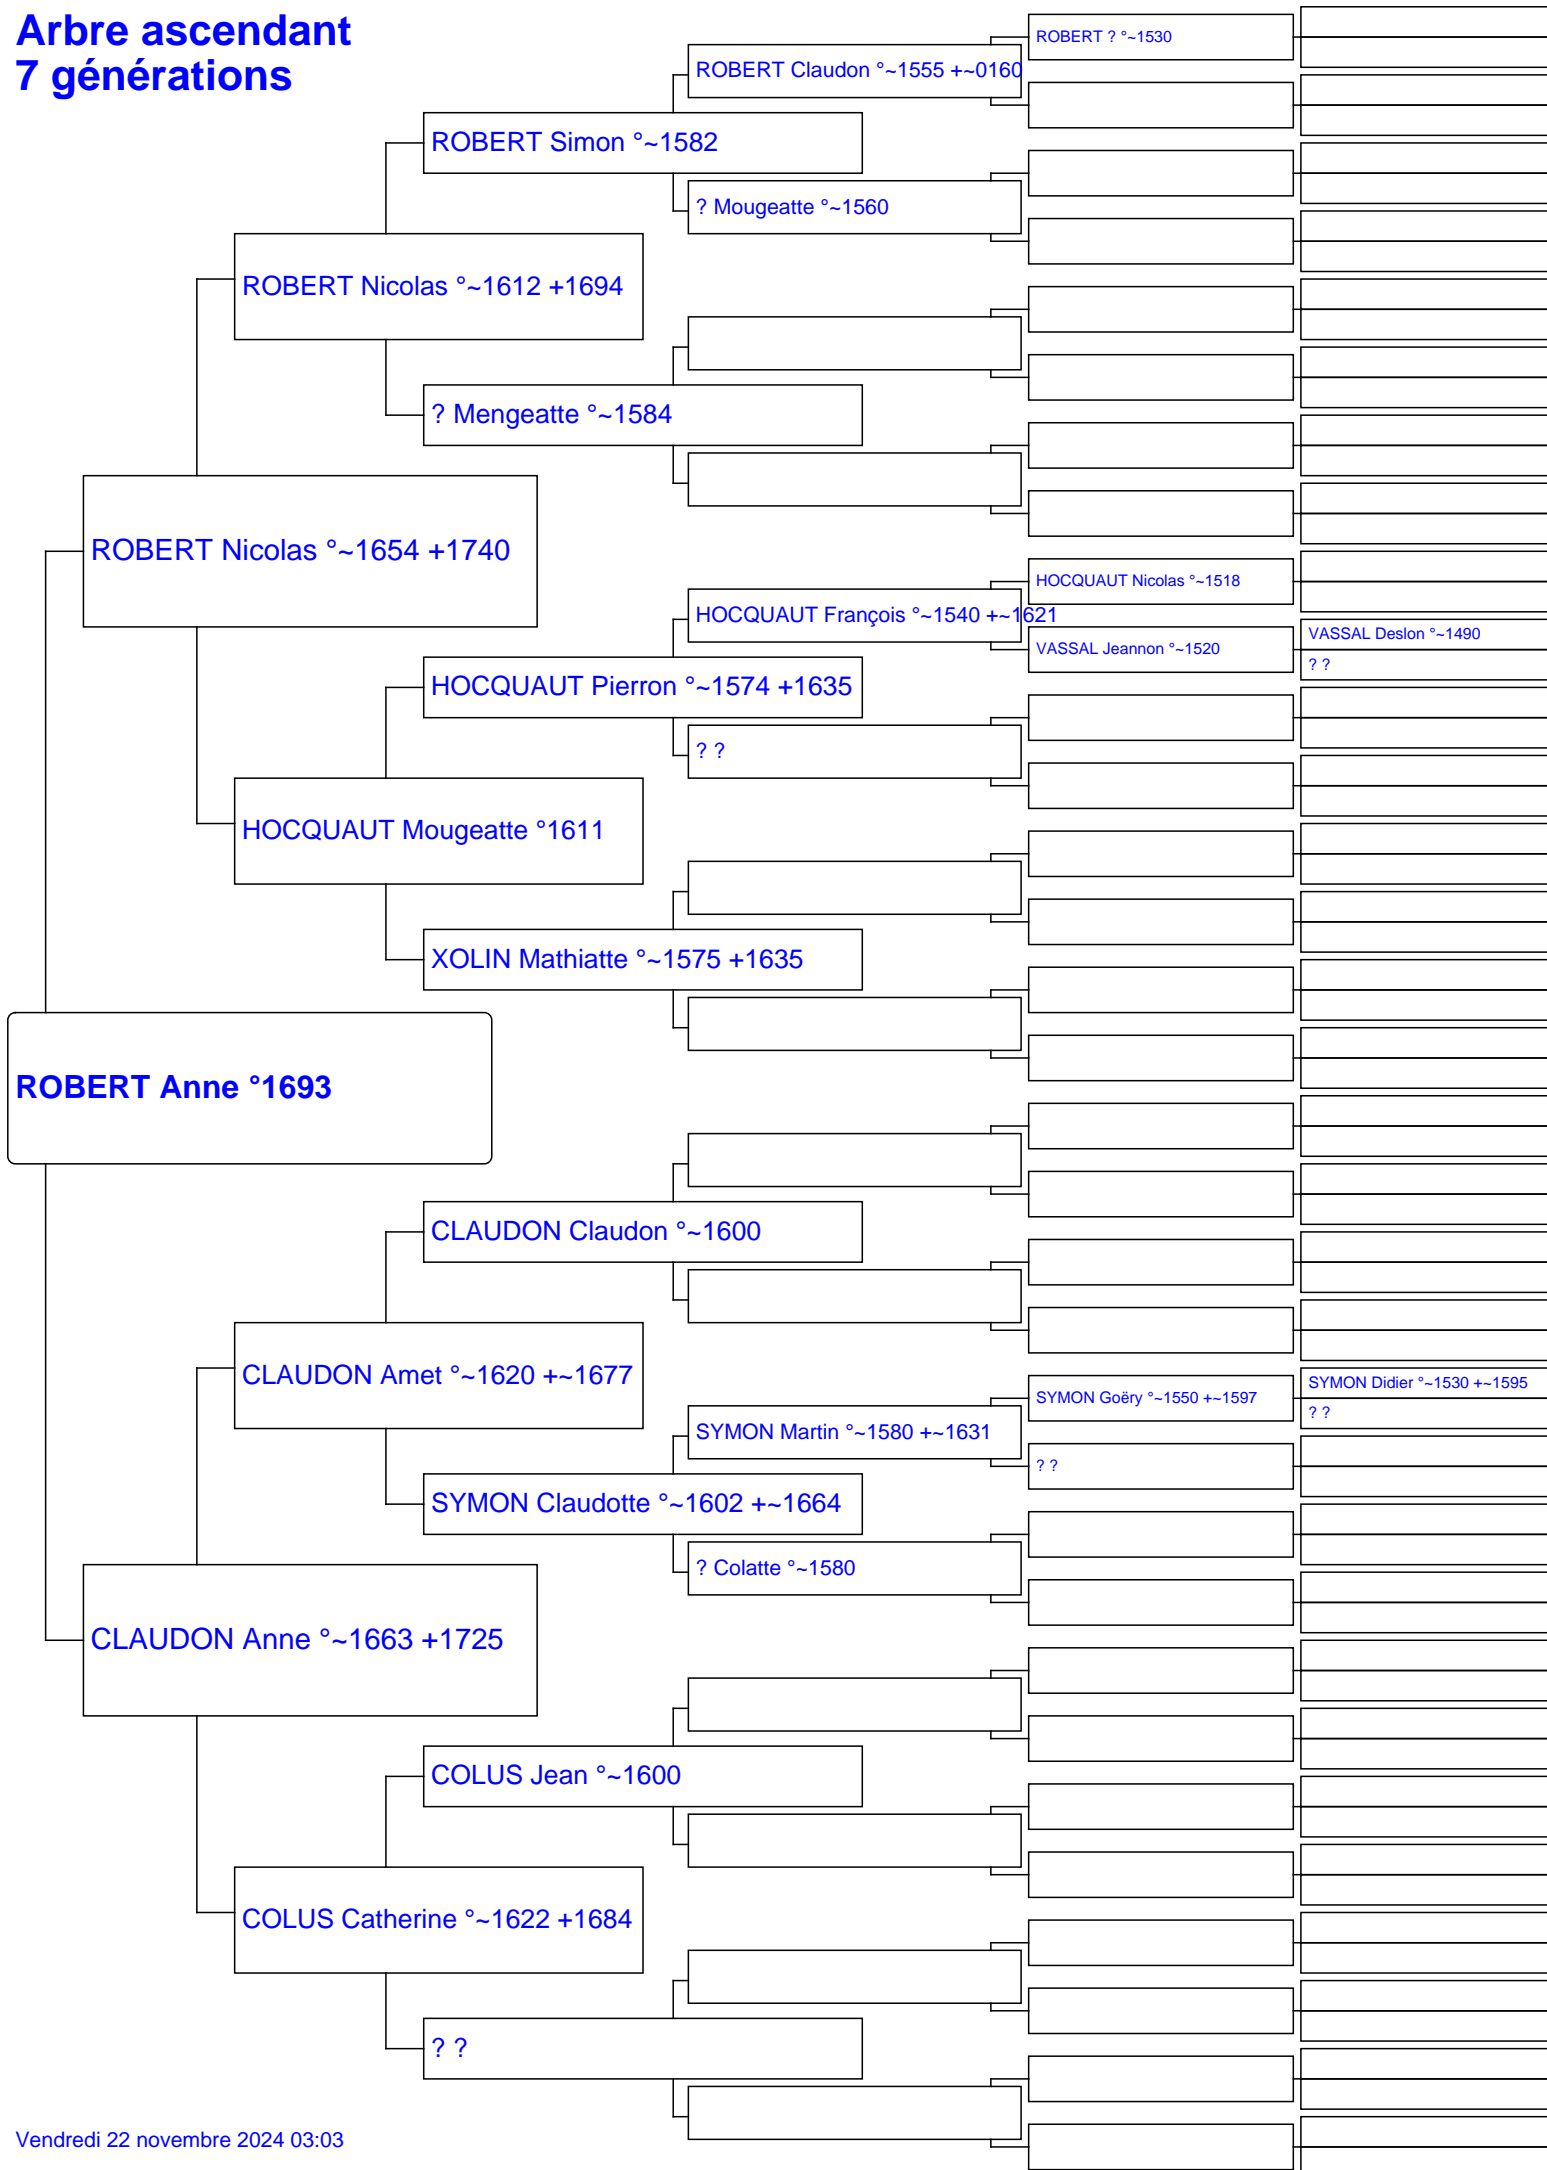 Arbre ascendant
7 générations
ROBERT ? °~1530
ROBERT Claudon °~1555 +~0160
ROBERT Simon °~1582
? Mougeatte °~1560
ROBERT Nicolas °~1612 +1694
? Mengeatte °~1584
ROBERT Nicolas °~1654 +1740
HOCQUAUT Nicolas °~1518
HOCQUAUT François °~1540 +~1621
VASSAL Jeannon °~1520
VASSAL Deslon °~1490
? ?
HOCQUAUT Pierron °~1574 +1635
? ?
HOCQUAUT Mougeatte °1611
XOLIN Mathiatte °~1575 +1635
ROBERT Anne °1693
CLAUDON Claudon °~1600
CLAUDON Amet °~1620 +~1677
SYMON Goëry °~1550 +~1597
SYMON Didier °~1530 +~1595
? ?
SYMON Martin °~1580 +~1631
? ?
SYMON Claudotte °~1602 +~1664
? Colatte °~1580
CLAUDON Anne °~1663 +1725
COLUS Jean °~1600
COLUS Catherine °~1622 +1684
? ?
Vendredi 22 novembre 2024 03:03